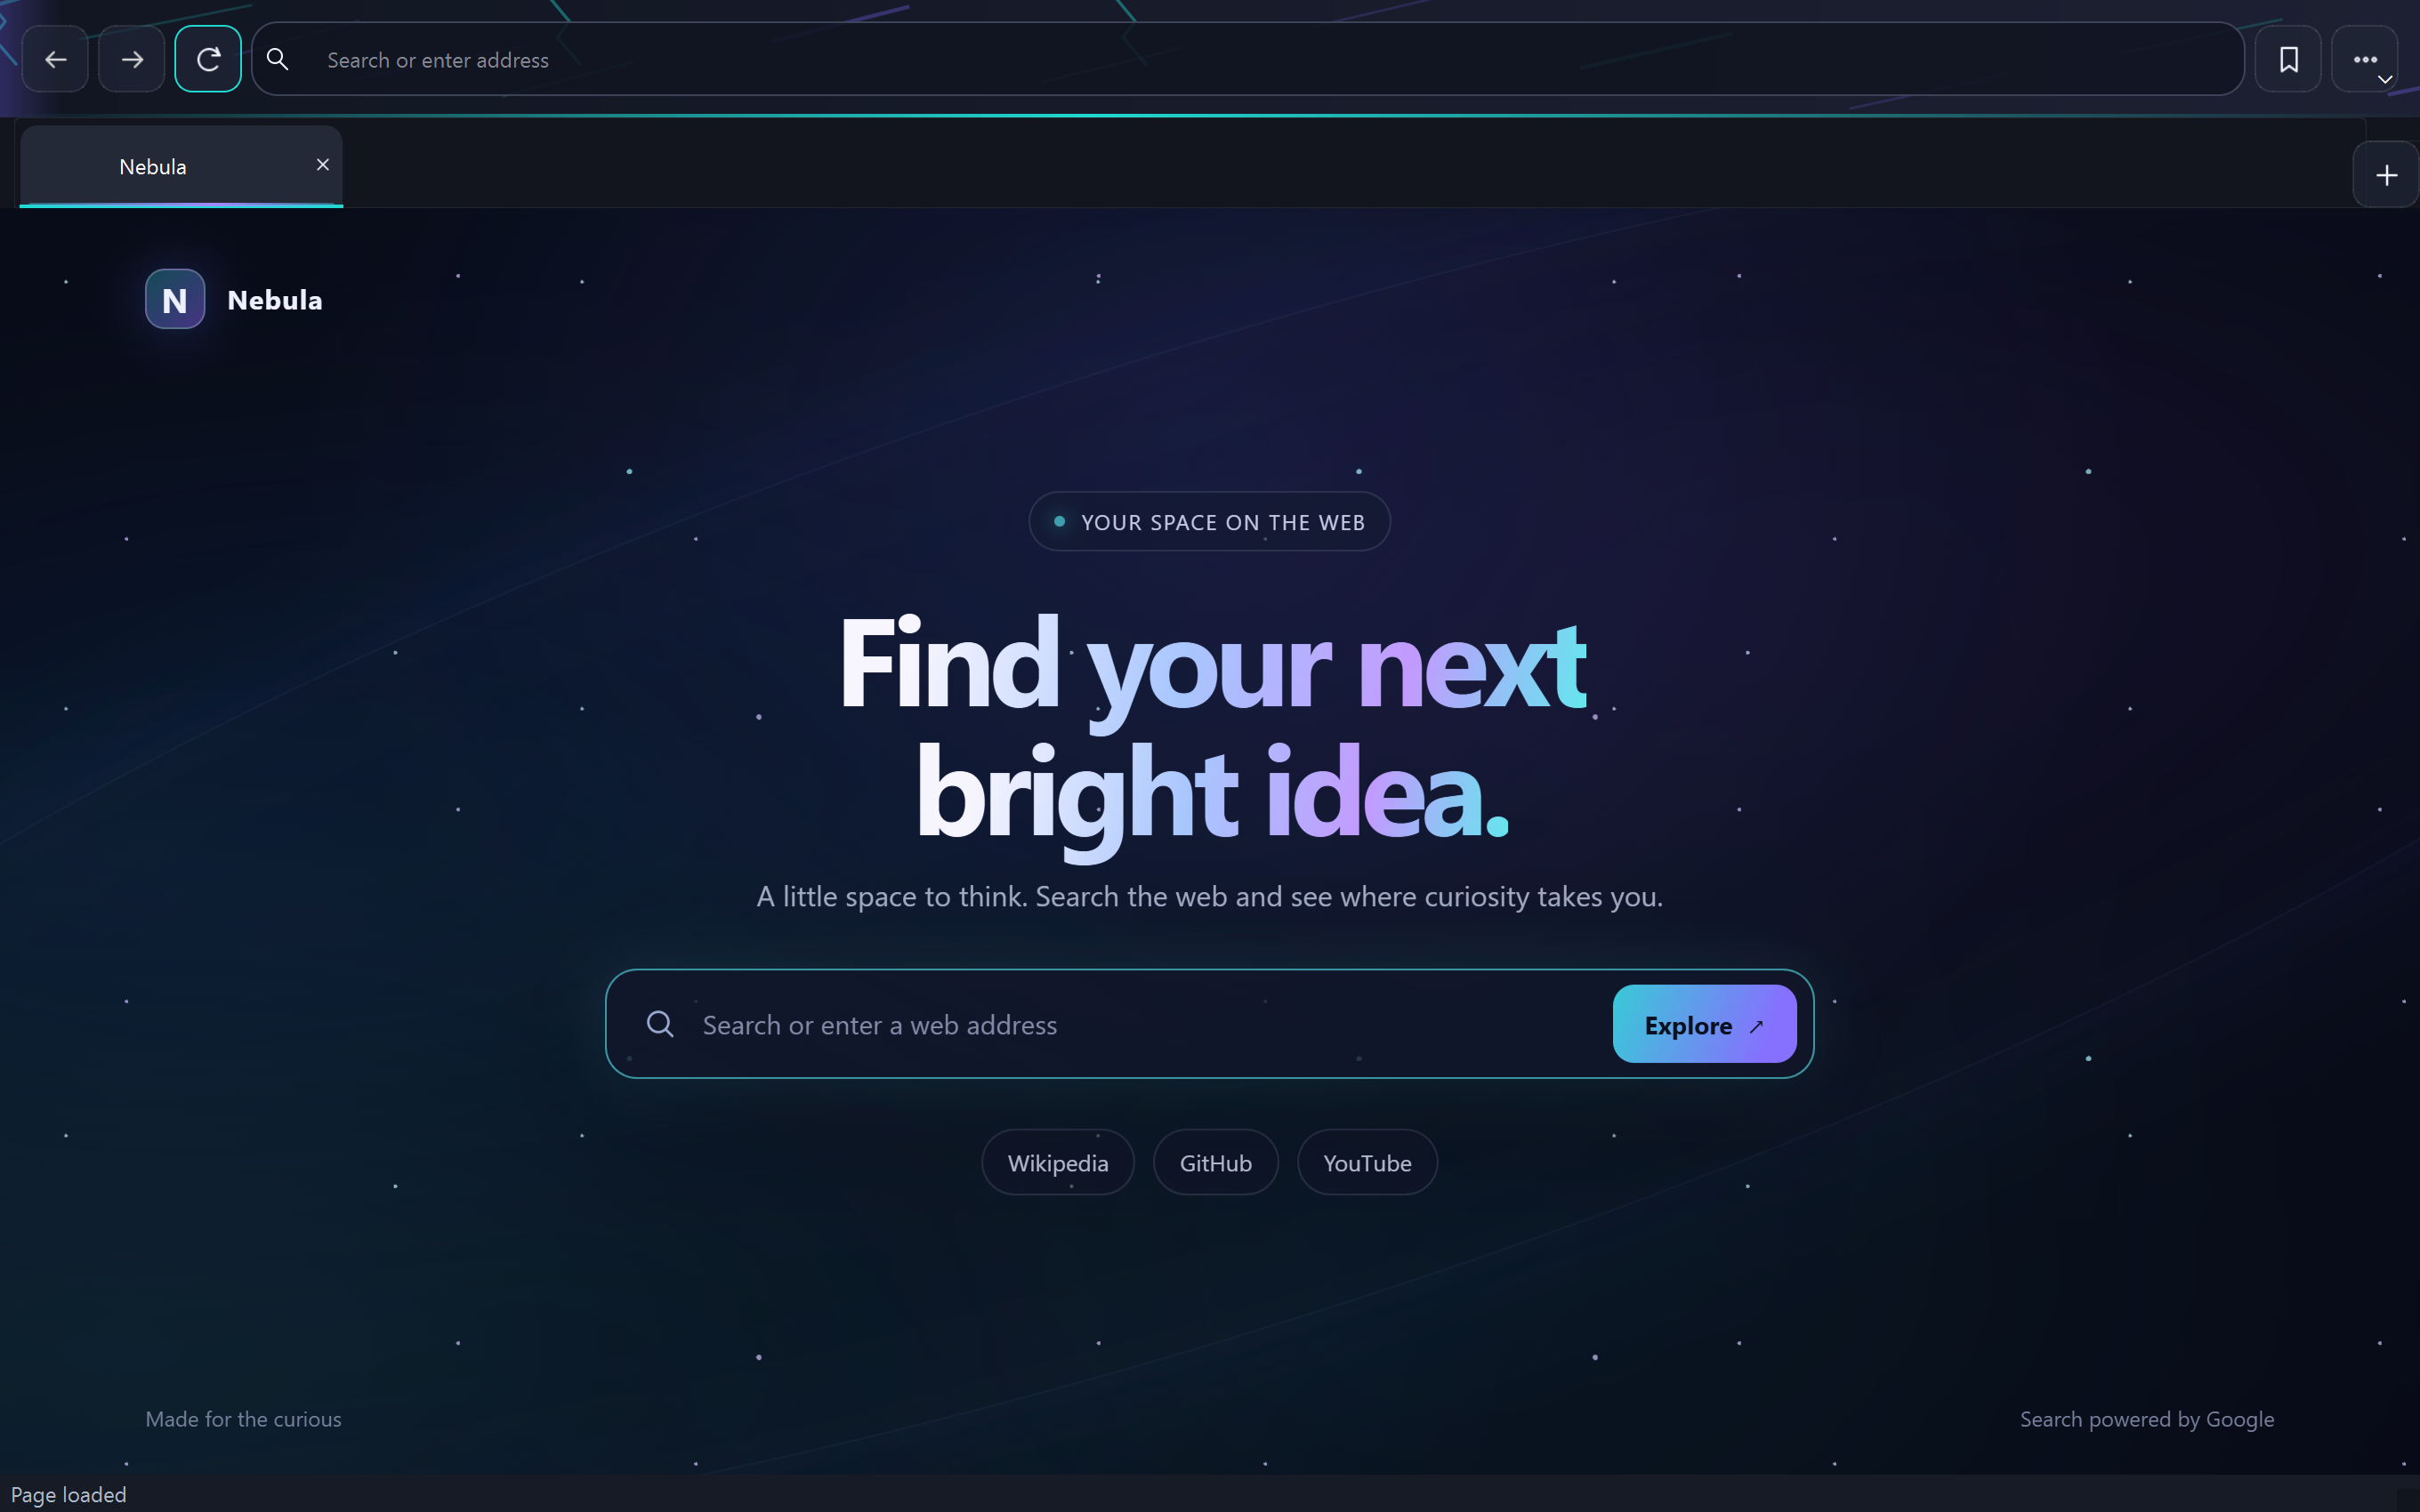 Search or enter address
Nebula
N
Nebula
YOUR SPACE ON THE WEB
Find your next
bright idea.
A little space to think. Search the web and see where curiosity takes you.
Search or enter a web address
Explore ↗
Wikipedia
GitHub
YouTube
Made for the curious
Search powered by Google
Page loaded